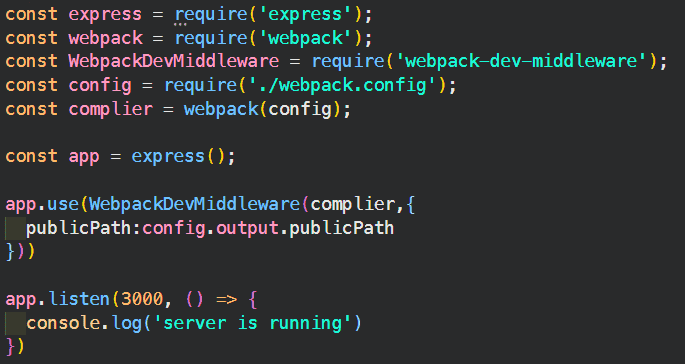 const express = require('express');
const webpack = require('webpack');
const WebpackDevMiddleware = require('webpack-dev-middleware');
const config = require('./webpack.config');
const complier = webpack(config);
const app = express();
app.use(WebpackDevMiddleware(complier,{
  publicPath:config.output.publicPath
}))
app.listen(3000, () => {
  console.log('server is running')
})